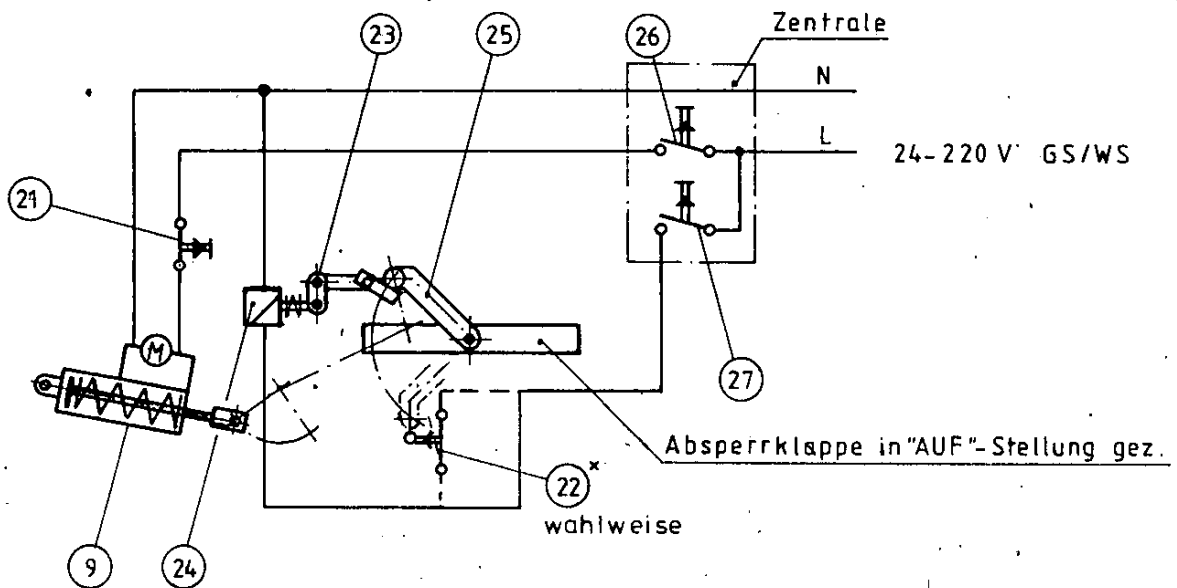 23
25
26
Zentrale
N
L
24-220 V GS/WS
21
M
27
Absperrklappe in "AUF"-Stellung gez.
22 x
wahlweise
9
24